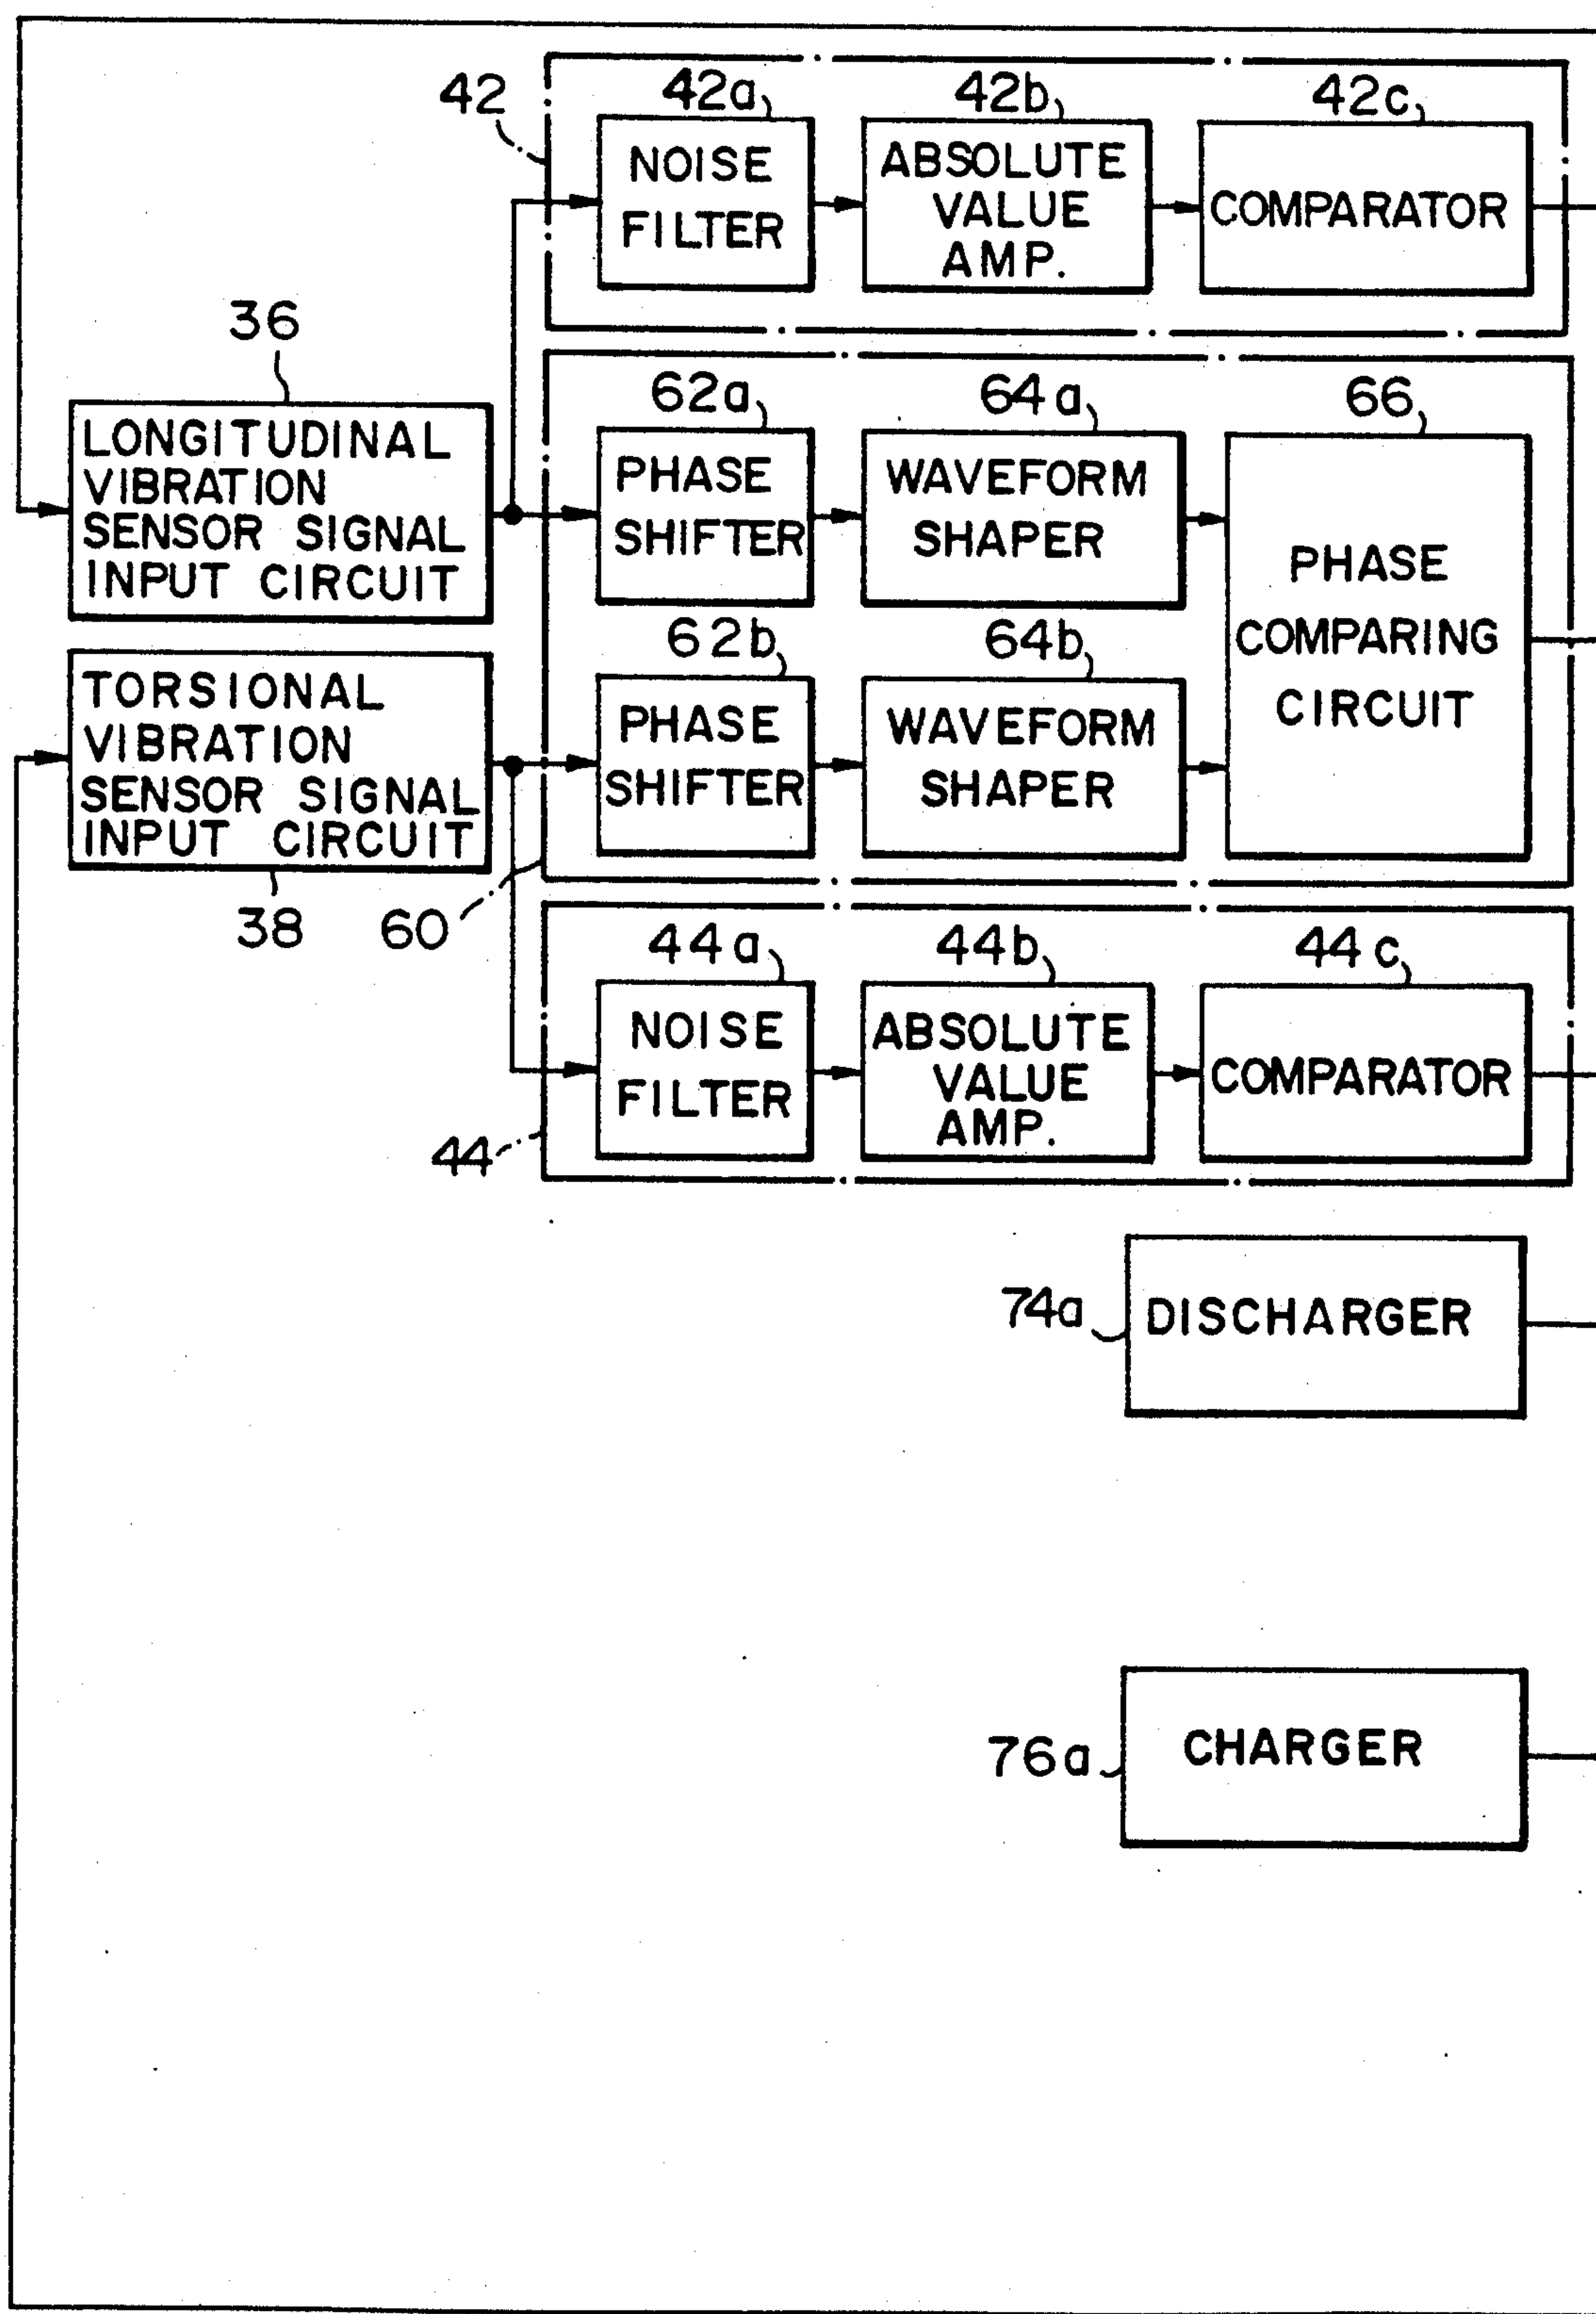 42
42a
42b
42c
NOISE
FILTER
ABSOLUTE
VALUE
AMP.
COMPARATOR
36
LONGITUDINAL
VIBRATION
SENSOR SIGNAL
INPUT CIRCUIT
62a
64a
66
PHASE
SHIFTER
WAVEFORM
SHAPER
PHASE
COMPARING
CIRCUIT
62b
64b
TORSIONAL
VIBRATION
SENSOR SIGNAL
INPUT CIRCUIT
PHASE
SHIFTER
WAVEFORM
SHAPER
38
60
44a
44b
44c
NOISE
FILTER
ABSOLUTE
VALUE
AMP.
COMPARATOR
44
74a
DISCHARGER
76a
CHARGER